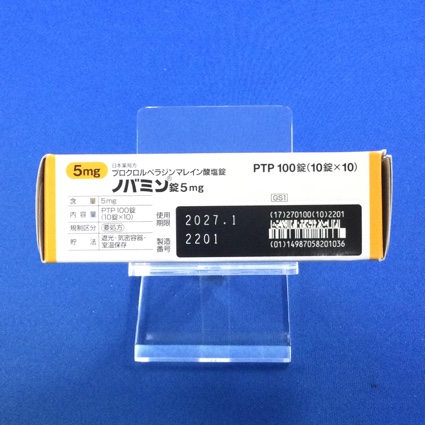 5mg
日本薬局方
プロクロルペラジンマレイン酸塩錠
ノバミン®錠5mg
PTP 100錠(10錠×10)
GS1
含量 5mg
内容量 PTP 100錠
(10錠×10)
規制区分 要処方
貯法 遮光・気密容器・
室温保存
使用
期限 2027.1
製造
番号 2201
(17)270100(10)2201
(01)14987058201036